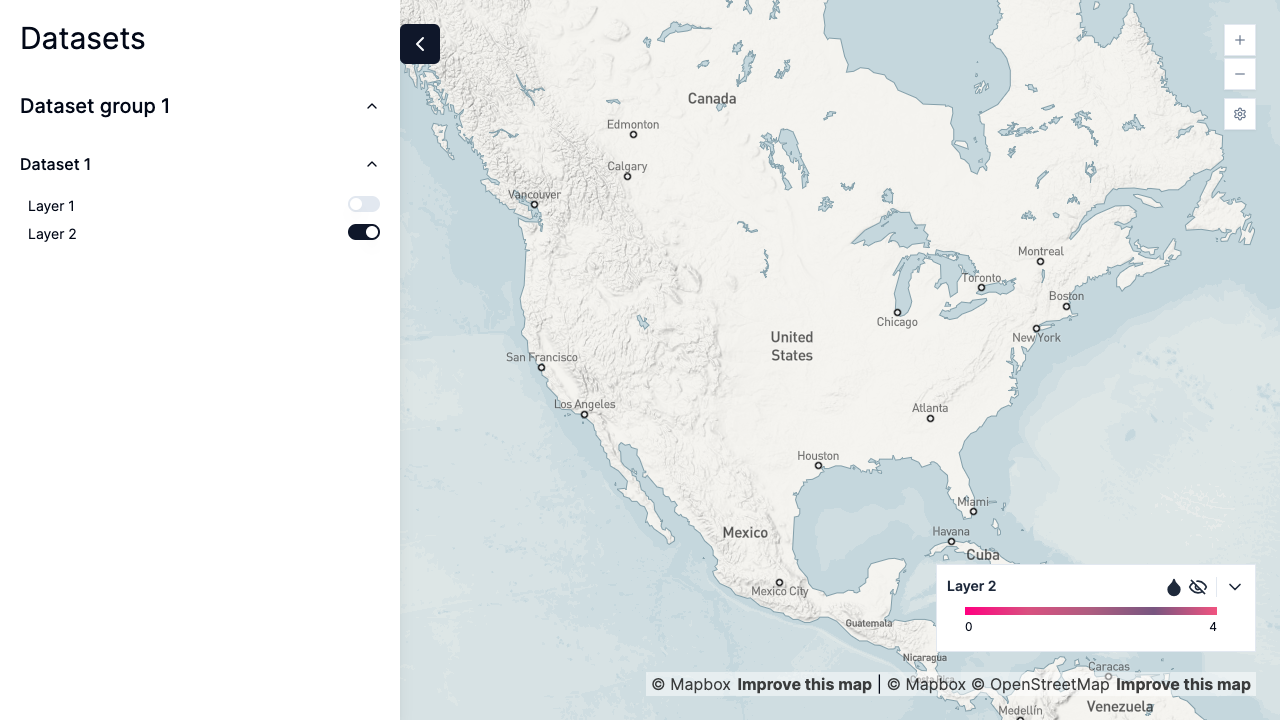 Datasets
Dataset group 1
Dataset 1
Layer 1
Layer 2
Canada
Edmonton
Calgary
Vancouver
Montreal
Toronto
Boston
Chicago
New York
United
States
San Francisco
Los Angeles
Atlanta
Houston
Miami
Havana
Mexico
Cuba
Mexico City
Guatemala
Nicaragua
Layer 2
0 4
Caracas
© Mapbox Improve this map | © Mapbox © OpenStreetMap Improve this map
Medellín
Venezuela